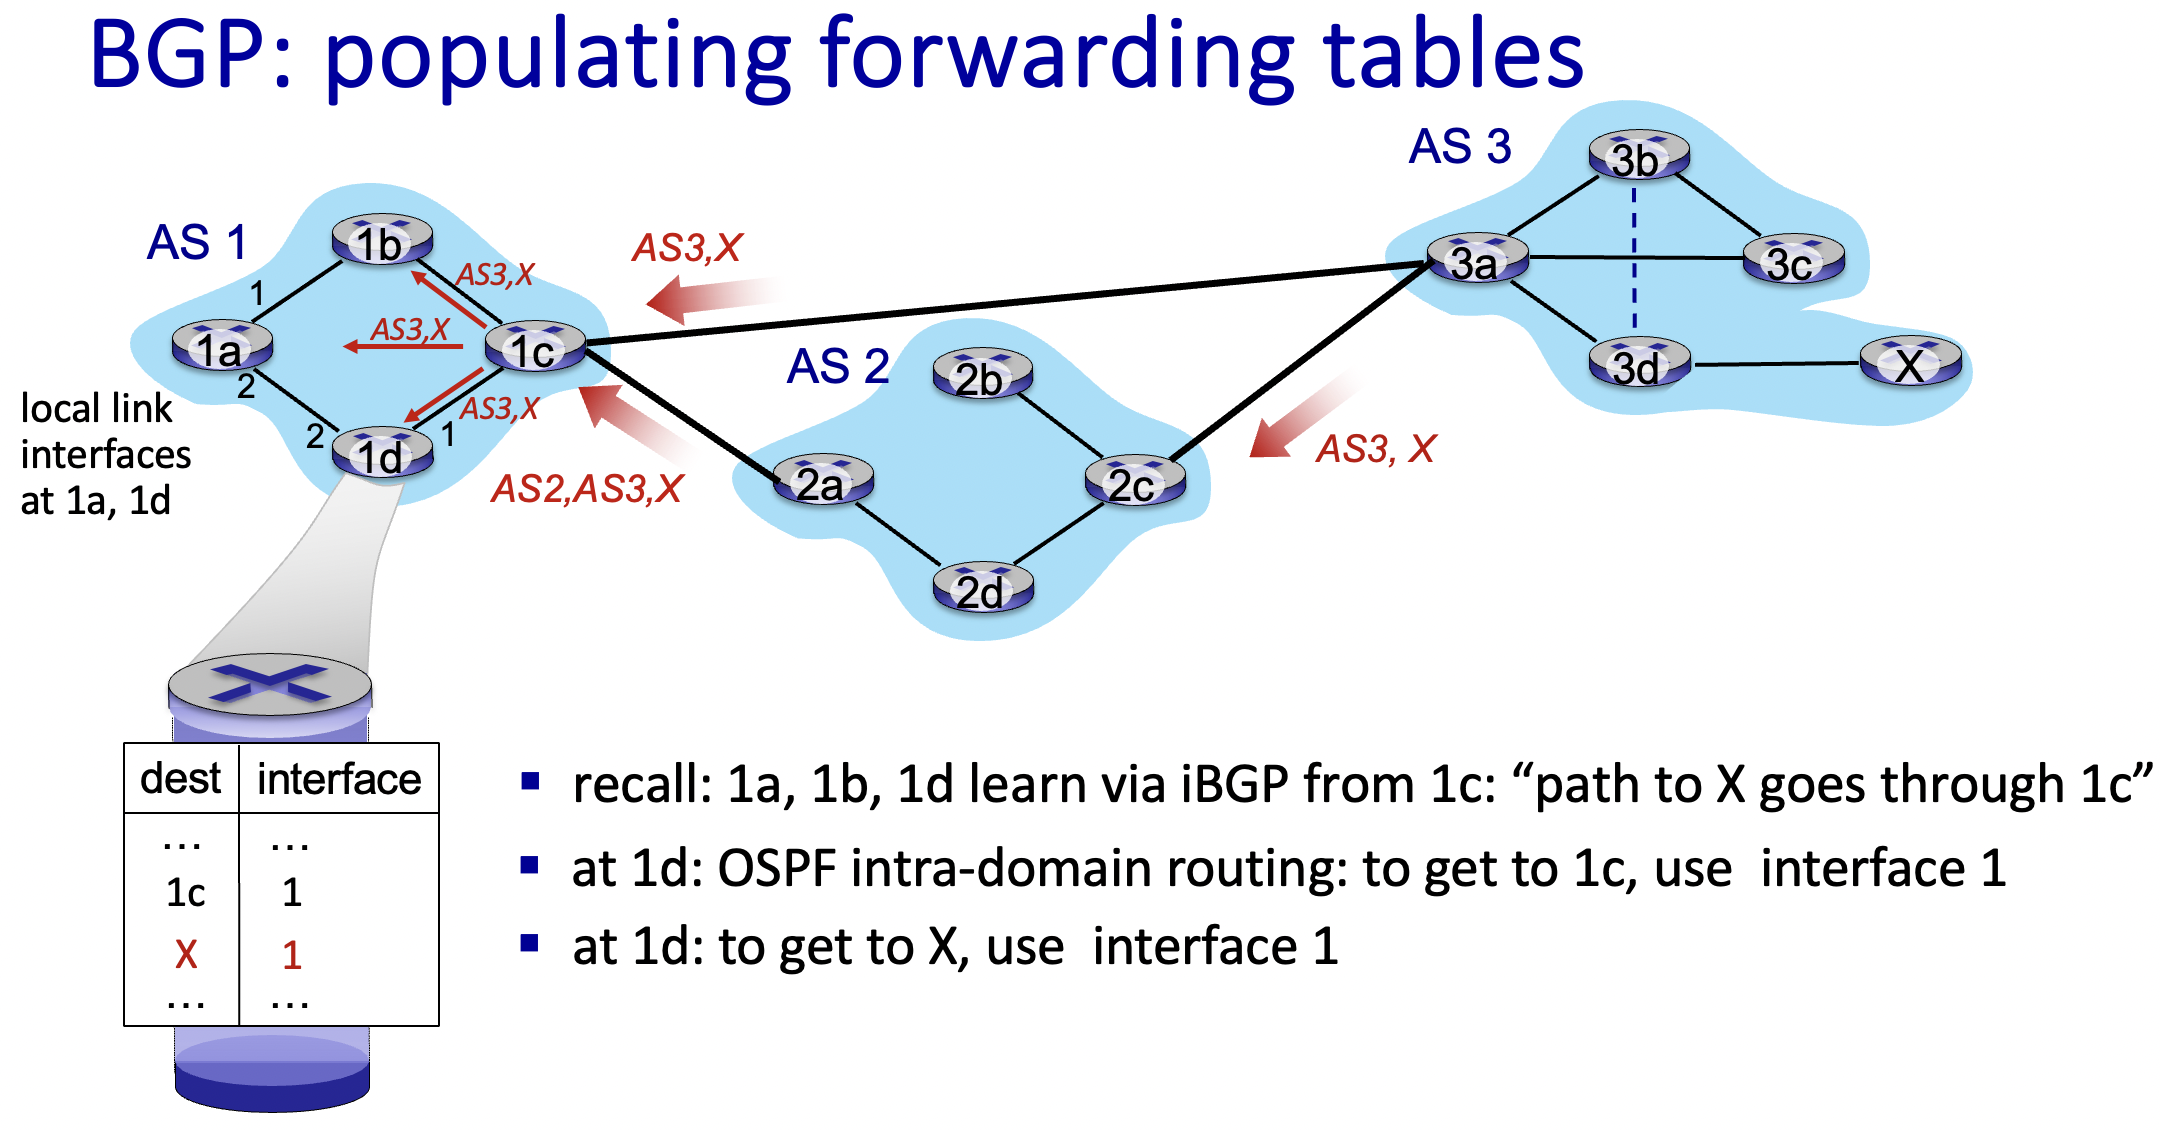 BGP: populating forwarding tables
AS 3
3b
AS 1
1b
AS3,X
AS3,X
3a
3c
1
AS3,X
1a
1c
AS 2
2b
3d
X
2
local link
interfaces
at 1a, 1d
AS3,X
2
1
1d
AS2,AS3,X
2a
2c
AS3, X
2d
dest interface
... ...
1c 1
X 1
... ...
▪ recall: 1a, 1b, 1d learn via iBGP from 1c: “path to X goes through 1c”
▪ at 1d: OSPF intra-domain routing: to get to 1c, use interface 1
▪ at 1d: to get to X, use interface 1